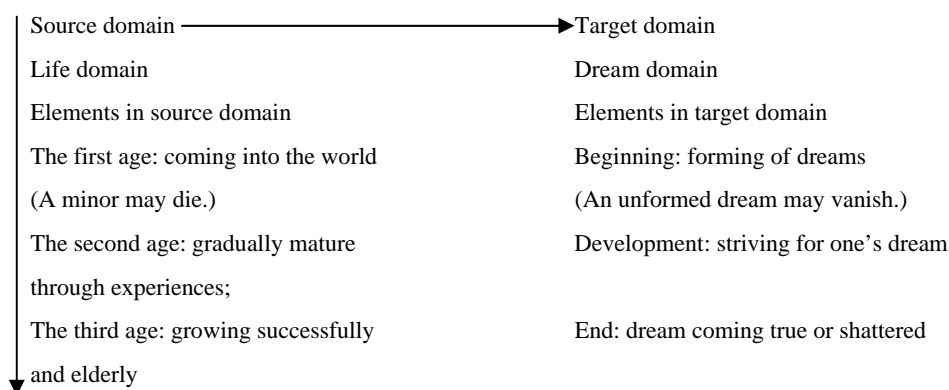 Source domain Target domain
Life domain Dream domain
Elements in source domain Elements in target domain
The first age: coming into the world Beginning: forming of dreams
(A minor may die.) (An unformed dream may vanish.)
The second age: gradually mature Development: striving for one’s dream
through experiences;
The third age: growing successfully End: dream coming true or shattered
and elderly